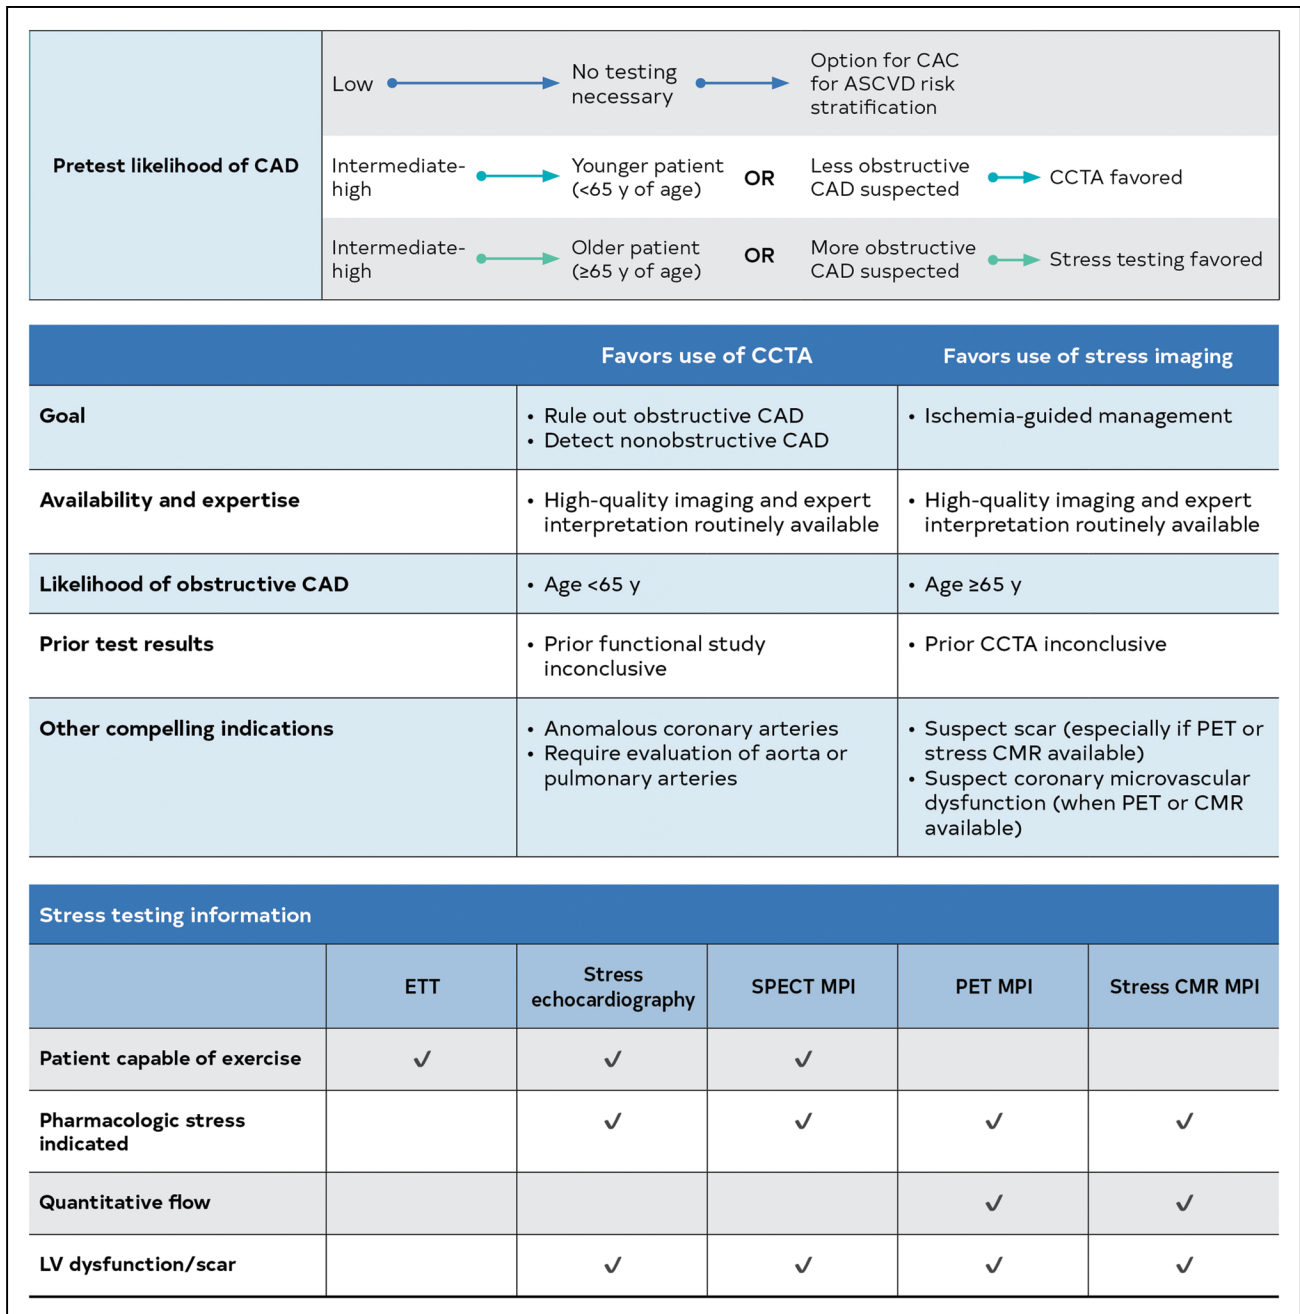 Pretest likelihood of CAD
Low
No testing
necessary
Option for CAC
for ASCVD risk
stratification
Intermediate-
high
Younger patient
(<65 y of age)
OR
Less obstructive
CAD suspected
CCTA favored
Intermediate-
high
Older patient
(≥65 y of age)
OR
More obstructive
CAD suspected
Stress testing favored
Favors use of CCTA
Favors use of stress imaging
Goal
• Rule out obstructive CAD
• Detect nonobstructive CAD
• Ischemia-guided management
Availability and expertise
• High-quality imaging and expert
interpretation routinely available
• High-quality imaging and expert
interpretation routinely available
Likelihood of obstructive CAD
• Age <65 y
• Age ≥65 y
Prior test results
• Prior functional study
inconclusive
• Prior CCTA inconclusive
Other compelling indications
• Anomalous coronary arteries
• Require evaluation of aorta or
pulmonary arteries
• Suspect scar (especially if PET or
stress CMR available)
• Suspect coronary microvascular
dysfunction (when PET or CMR
available)
Stress testing information
ETT
Stress
echocardiography
SPECT MPI
PET MPI
Stress CMR MPI
Patient capable of exercise ✓ ✓ ✓
Pharmacologic stress
indicated
✓ ✓ ✓ ✓
Quantitative flow ✓ ✓
LV dysfunction/scar ✓ ✓ ✓ ✓